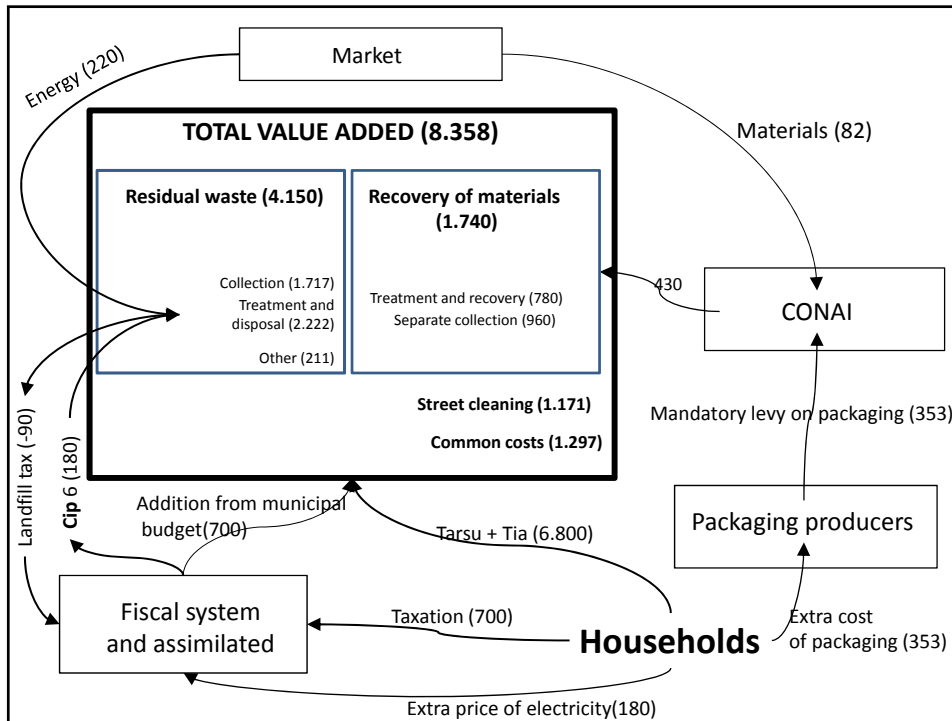 Market
Energy (220)
Materials (82)
TOTAL VALUE ADDED (8.358)
Residual waste (4.150)
Collection (1.717)
Treatment and
disposal (2.222)
Other (211)
Recovery of materials
(1.740)
Treatment and recovery (780)
Separate collection (960)
430
CONAI
Street cleaning (1.171)
Common costs (1.297)
Mandatory levy on packaging (353)
Landfill tax (-90)
Cip 6 (180)
Addition from municipal
budget(700)
Tarsu + Tia (6.800)
Packaging producers
Fiscal system
and assimilated
Taxation (700)
Households
Extra cost
of packaging (353)
Extra price of electricity(180)